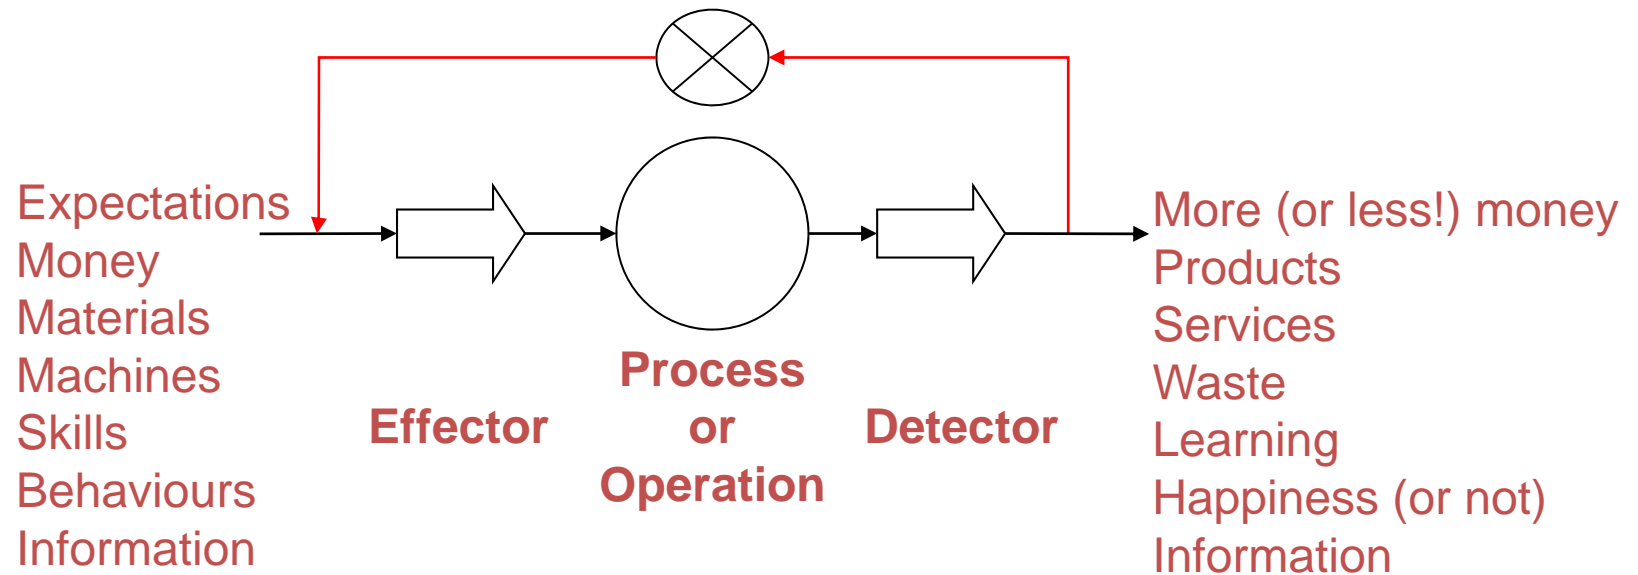 Expectations
Money
Materials
Machines
Skills
Behaviours
Information
Effector
Process
or
Operation
Detector
More (or less!) money
Products
Services
Waste
Learning
Happiness (or not)
Information